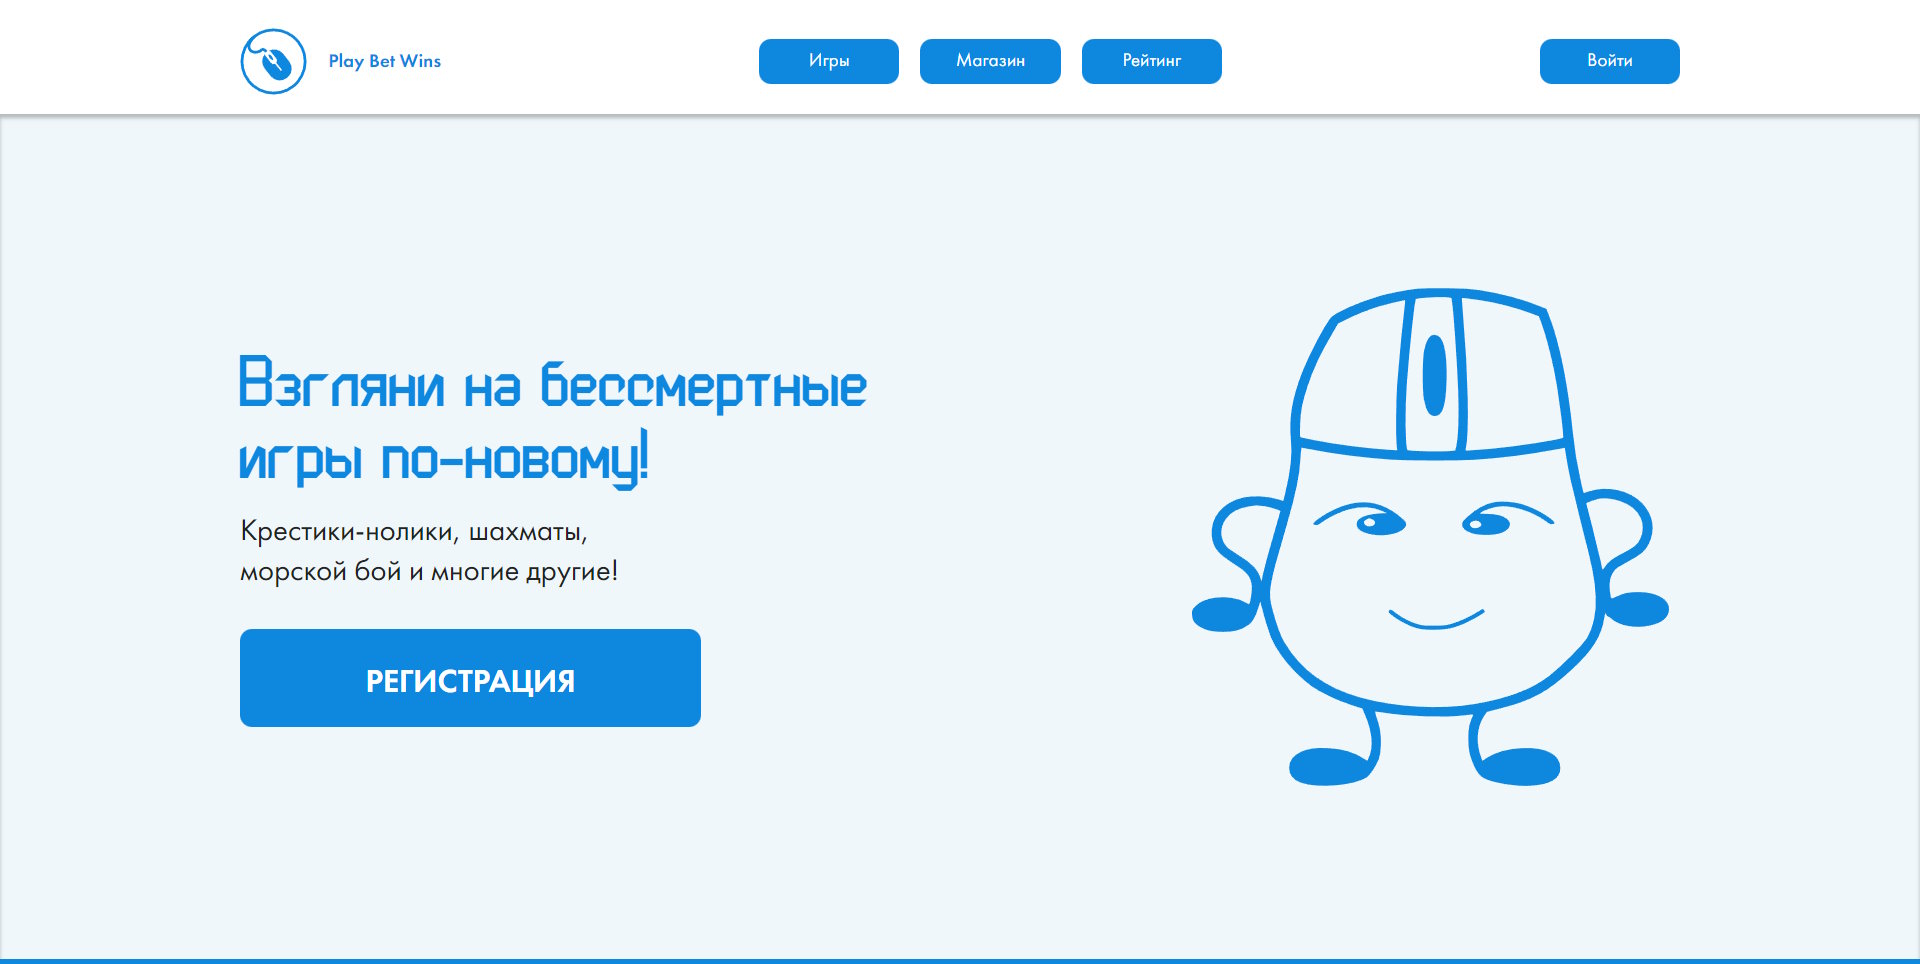 Play Bet Wins
Игры
Магазин
Рейтинг
Войти
Взгляни на бессмертные
игры по-новому!
Крестики-нолики, шахматы,
морской бой и многие другие!
РЕГИСТРАЦИЯ